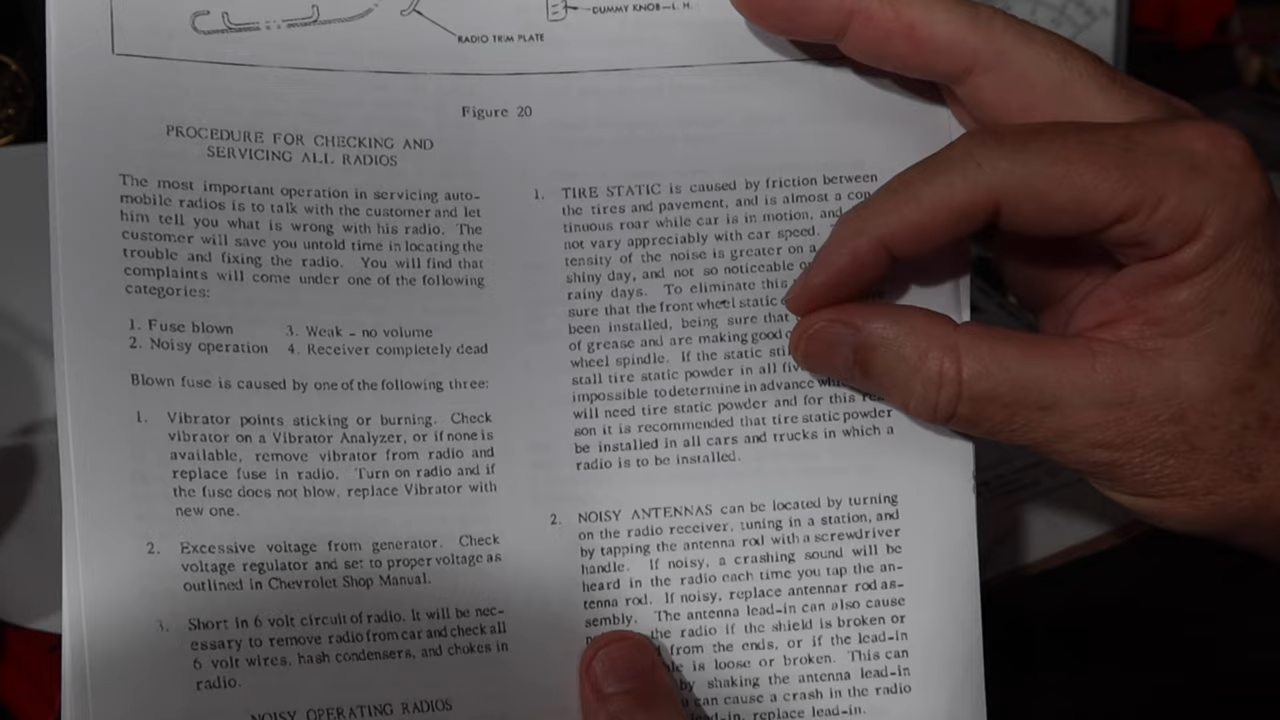 DUMMY KNOB—L. H.
RADIO TRIM PLATE
Figure 20
PROCEDURE FOR CHECKING AND
SERVICING ALL RADIOS
The most important operation in servicing auto-
mobile radios is to talk with the customer and let
him tell you what is wrong with his radio. The
customer will save you untold time in locating the
trouble and fixing the radio. You will find that
complaints will come under one of the following
categories:
1. Fuse blown 3. Weak - no volume
2. Noisy operation 4. Receiver completely dead
Blown fuse is caused by one of the following three:
1. Vibrator points sticking or burning. Check
vibrator on a Vibrator Analyzer, or if none is
available, remove vibrator from radio and
replace fuse in radio. Turn on radio and if
the fuse does not blow, replace Vibrator with
new one.
2. Excessive voltage from generator. Check
voltage regulator and set to proper voltage as
outlined in Chevrolet Shop Manual.
3. Short in 6 volt circuit of radio. It will be nec-
essary to remove radio from car and check all
6 volt wires, hash condensers, and chokes in
radio.
NOISY OPERATING RADIOS
1. TIRE STATIC is caused by friction between
the tires and pavement, and is almost a con
tinuous roar while car is in motion, and
not vary appreciably with car speed.
tensity of the noise is greater on a
shiny day, and not so noticeable
rainy days. To eliminate this
sure that the front wheel static
been installed, being sure that
of grease and are making good
wheel spindle. If the static
stall tire static powder in all
impossible to determine in advance
will need tire static powder and for this
son it is recommended that tire static powder
be installed in all cars and trucks in which a
radio is to be installed.
2. NOISY ANTENNAS can be located by turning
on the radio receiver, tuning in a station, and
by tapping the antenna rod with a screwdriver
handle. If noisy, a crashing sound will be
heard in the radio each time you tap the an-
tenna rod. If noisy, replace antennar rod as-
sembly. The antenna lead-in can also cause
the radio if the shield is broken or
from the ends, or if the lead-in
is loose or broken. This can
by shaking the antenna lead-in
can cause a crash in the radio
lead-in, replace lead-in.